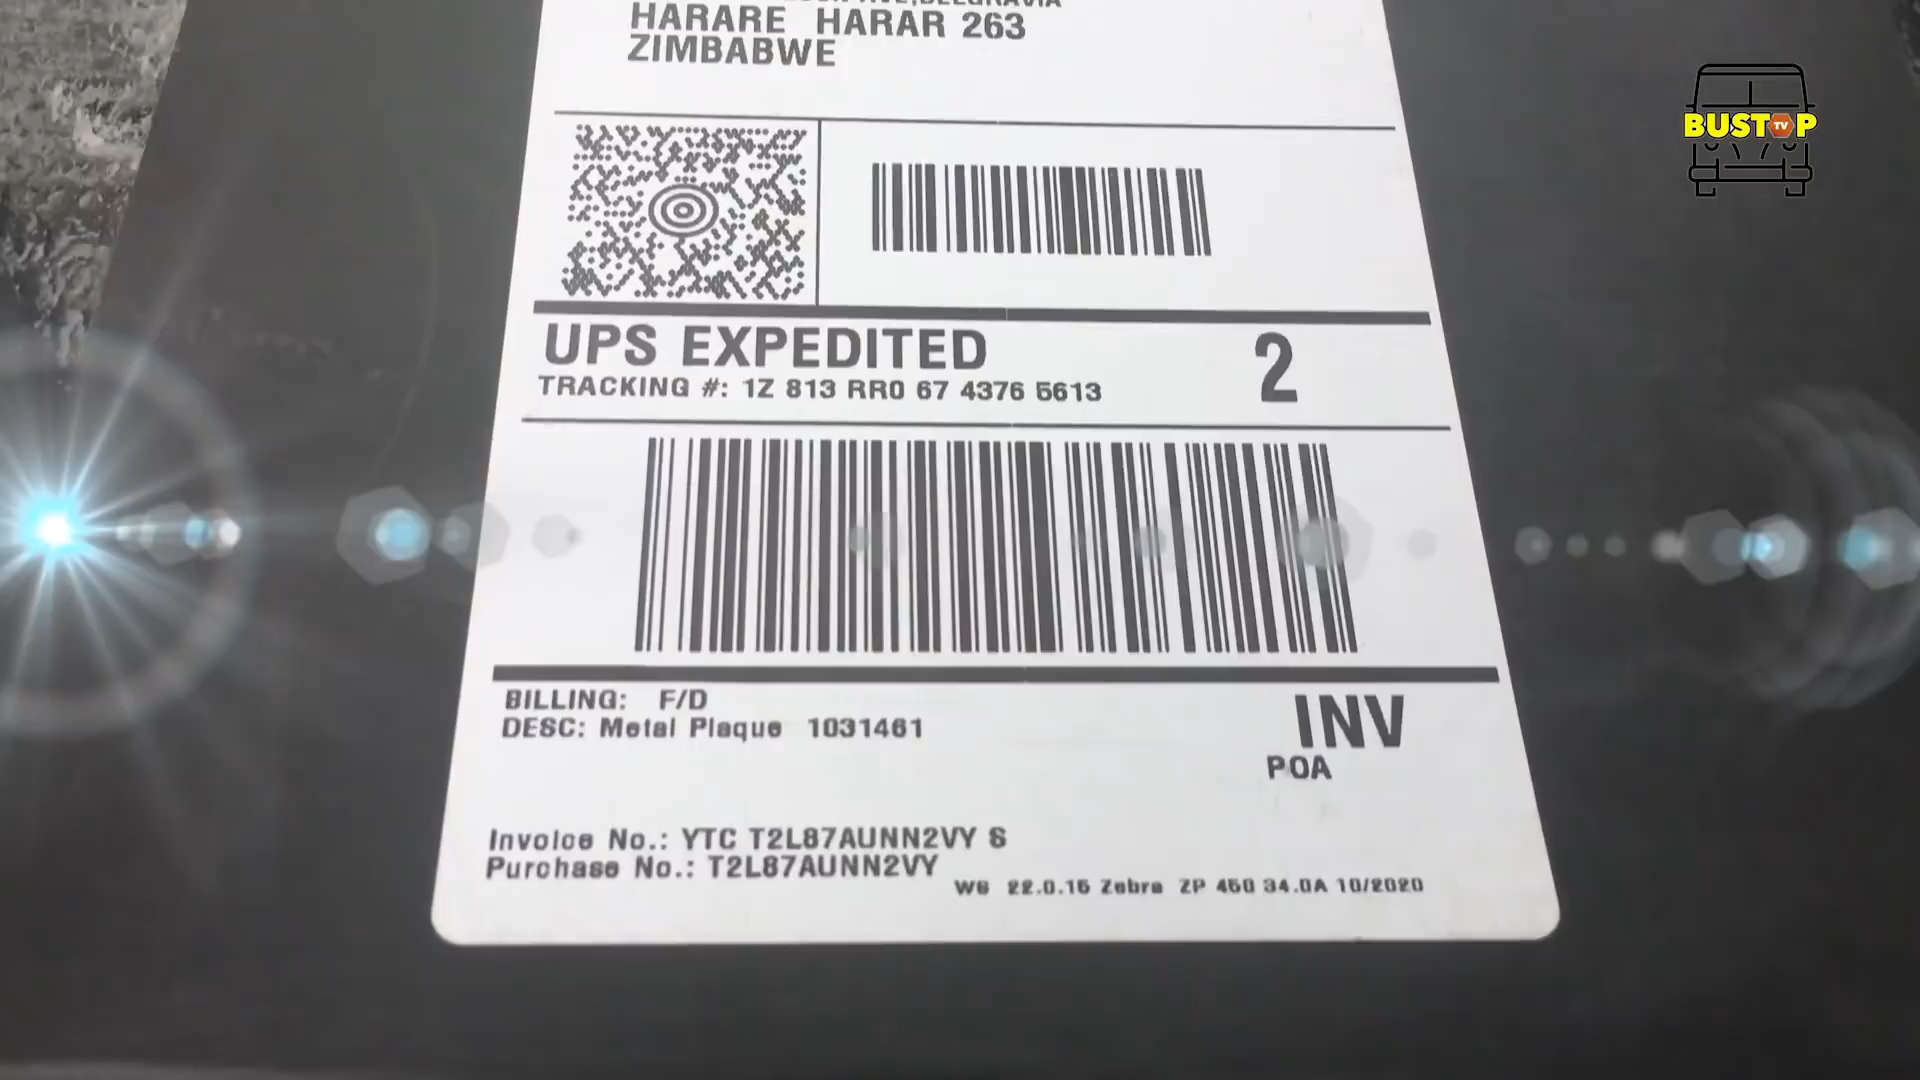 BELGRAVIA
HARARE HARAR 263
ZIMBABWE
BUSTOP
TV
UPS EXPEDITED
2
TRACKING #: 1Z 813 RR0 67 4376 5613
BILLING: F/D
DESC: Metal Plaque 1031461
INV
POA
Invoice No.: YTC T2L87AUNN2VY S
Purchase No.: T2L87AUNN2VY
WS 22.0.15 Zebra ZP 450 34.0A 10/2020